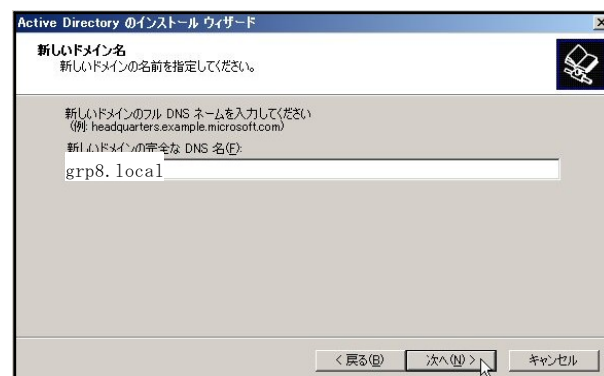 Active Directory のインストール ウィザード
新しいドメイン名
新しいドメインの名前を指定してください。
新しいドメインのフル DNS ネームを入力してください
(例: headquarters.example.microsoft.com)
新しいドメインの完全な DNS 名(F):
grp8.local
< 戻る(B)
次へ(N) >
キャンセル